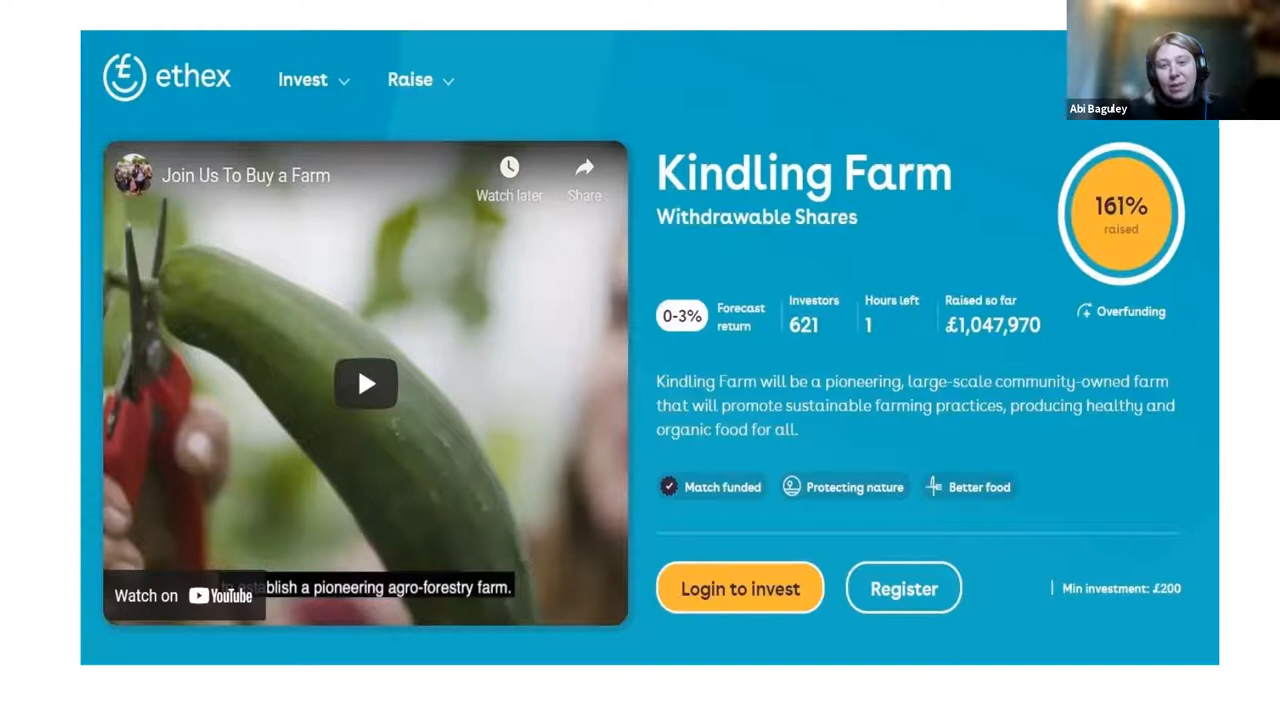 ethex
Invest
Raise
Abi Baguley
Join Us To Buy a Farm
Watch later
Share
to establish a pioneering agro-forestry farm.
Watch on YouTube
Kindling Farm
Withdrawable Shares
161%
raised
0-3%
Forecast
return
Investors
621
Hours left
1
Raised so far
£1,047,970
Overfunding
Kindling Farm will be a pioneering, large-scale community-owned farm
that will promote sustainable farming practices, producing healthy and
organic food for all.
Match funded
Protecting nature
Better food
Login to invest
Register
Min investment: £200